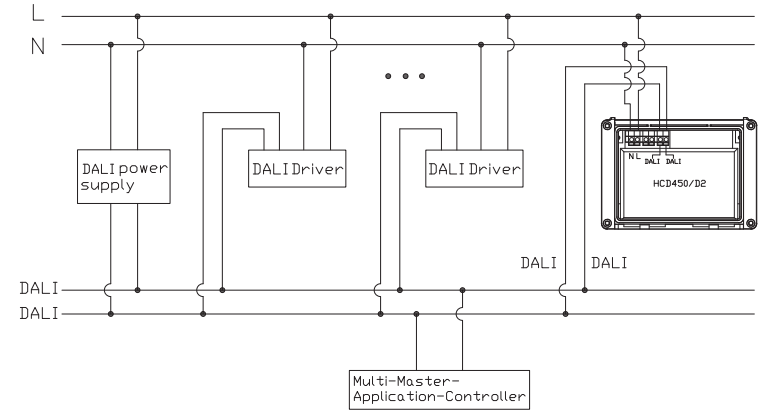 L
N
DALI power
supply
DALI Driver
DALI Driver
N L DALI DALI
HCD450/D2
DALI DALI
DALI
DALI
Multi-Master-
Application-Controller